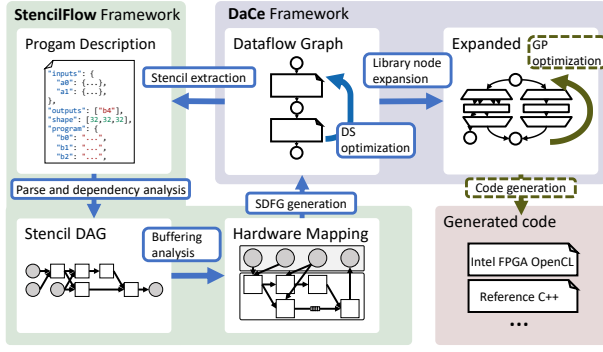 StencilFlow Framework
DaCe Framework
Progam Description
Dataflow Graph
Expanded
GP
optimization
"inputs": {
"a0": {...},
"a1": {...},
},
"outputs": ["b4"],
"shape": [32,32,32],
"program": {
"b0": "...",
"b1": "...",
"b2": "...",
Stencil extraction
Library node
expansion
DS
optimization
Parse and dependency analysis
SDFG generation
Code generation
Stencil DAG
Buffering
analysis
Hardware Mapping
Generated code
Intel FPGA OpenCL
Reference C++
...